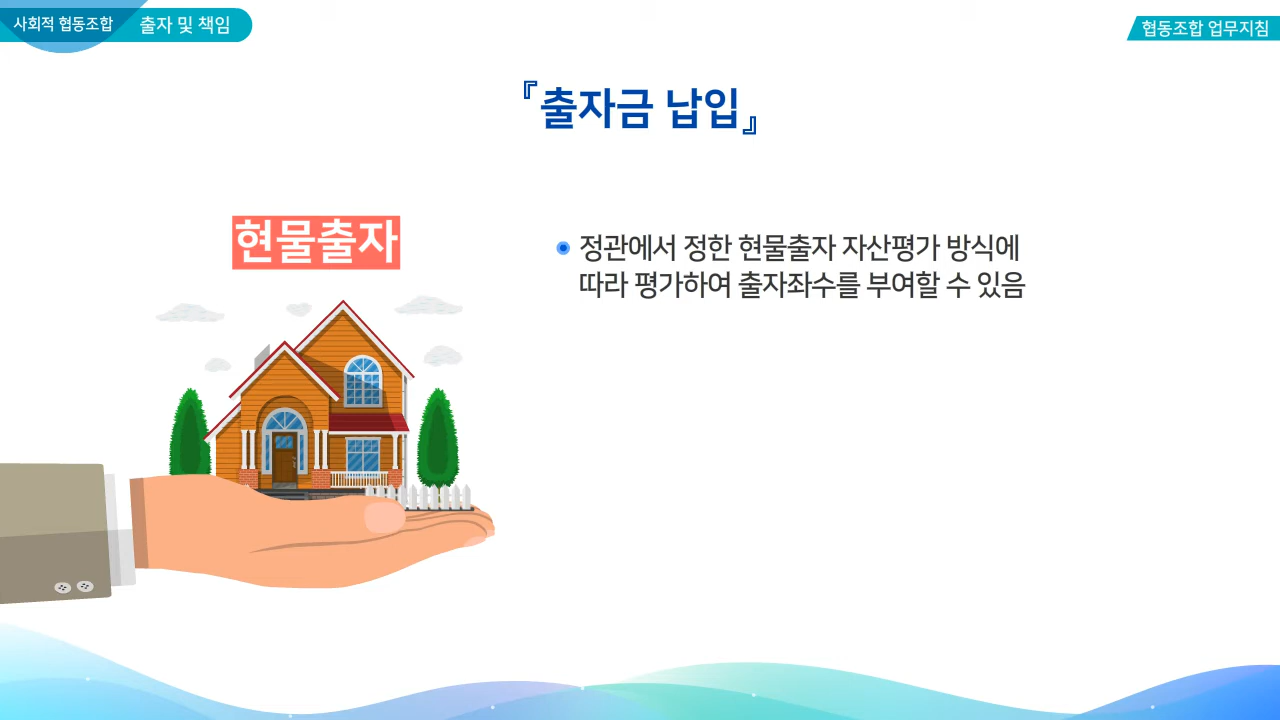 사회적 협동조합
출자 및 책임
협동조합 업무지침
『출자금 납입』
현물출자
정관에서 정한 현물출자 자산평가 방식에
따라 평가하여 출자좌수를 부여할 수 있음